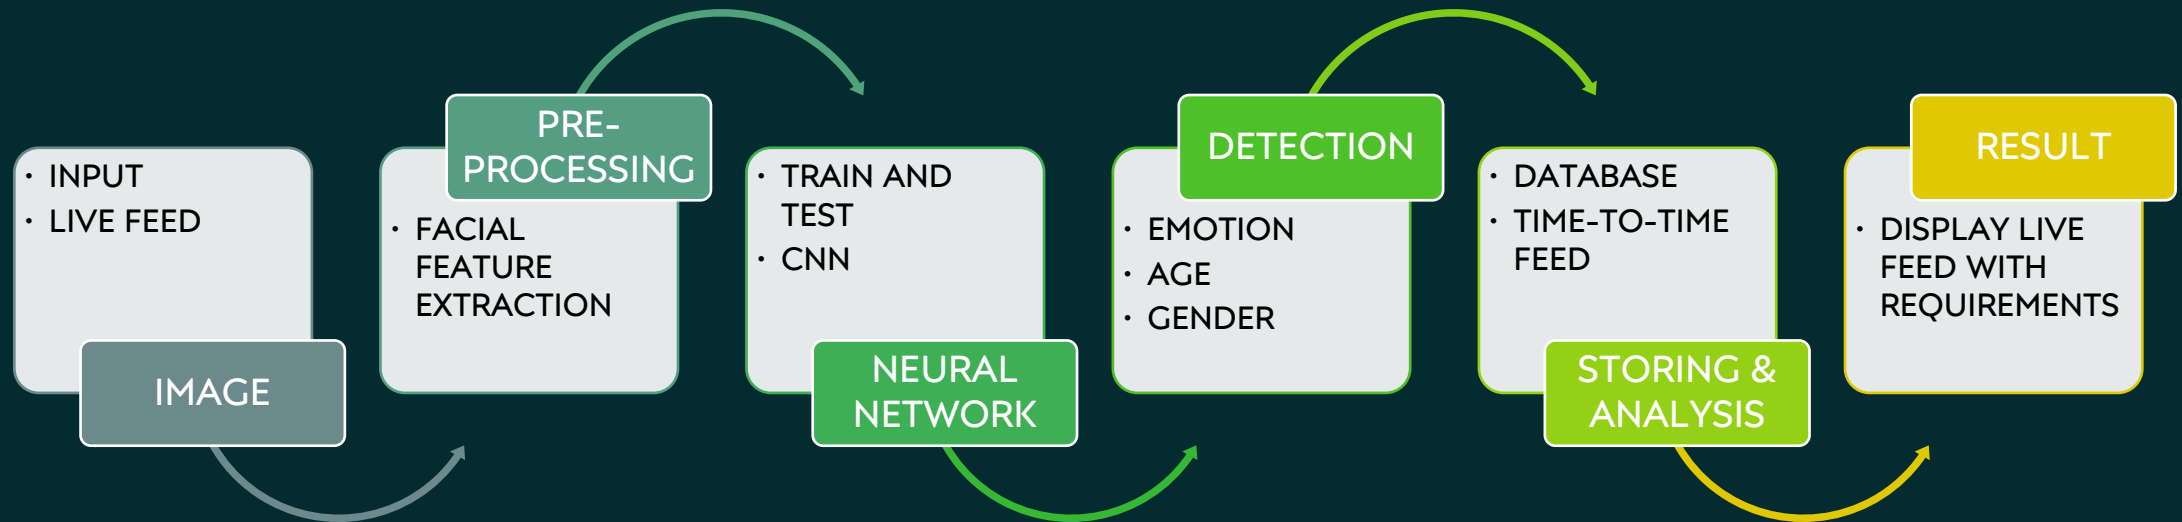 · INPUT
· LIVE FEED
IMAGE
PRE-
PROCESSING
· FACIAL
FEATURE
EXTRACTION
· TRAIN AND
TEST
· CNN
NEURAL
NETWORK
DETECTION
· EMOTION
· AGE
· GENDER
· DATABASE
· TIME-TO-TIME
FEED
STORING &
ANALYSIS
RESULT
· DISPLAY LIVE
FEED WITH
REQUIREMENTS